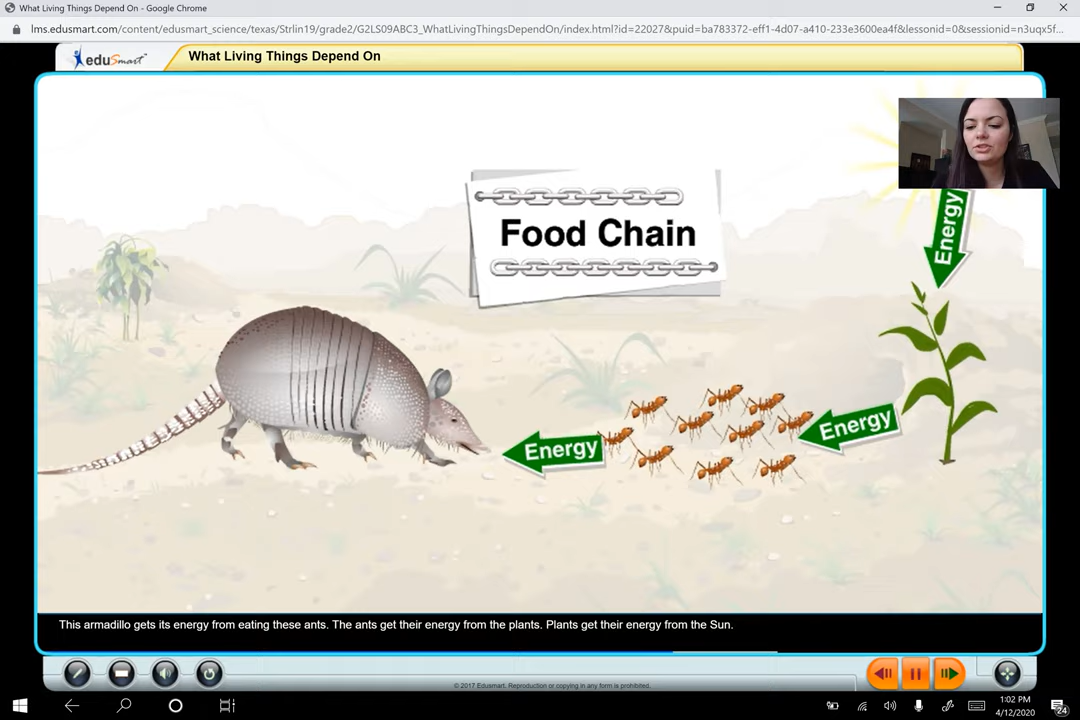 What Living Things Depend On - Google Chrome
lms.edusmart.com/content/edusmart_science/texas/Strlin19/grade2/G2LS09ABC3_WhatLivingThingsDependOn/index.html?id=22027&puid=ba783372-eff1-4d07-a410-233e3600ea4f&lessonid=0&sessionid=n3uqx5f...
eduSmart™
What Living Things Depend On
Energy
Food Chain
Energy
Energy
This armadillo gets its energy from eating these ants. The ants get their energy from the plants. Plants get their energy from the Sun.
© 2017 Edusmart. Reproduction or copying in any form is prohibited.
1:02 PM
4/12/2020
24